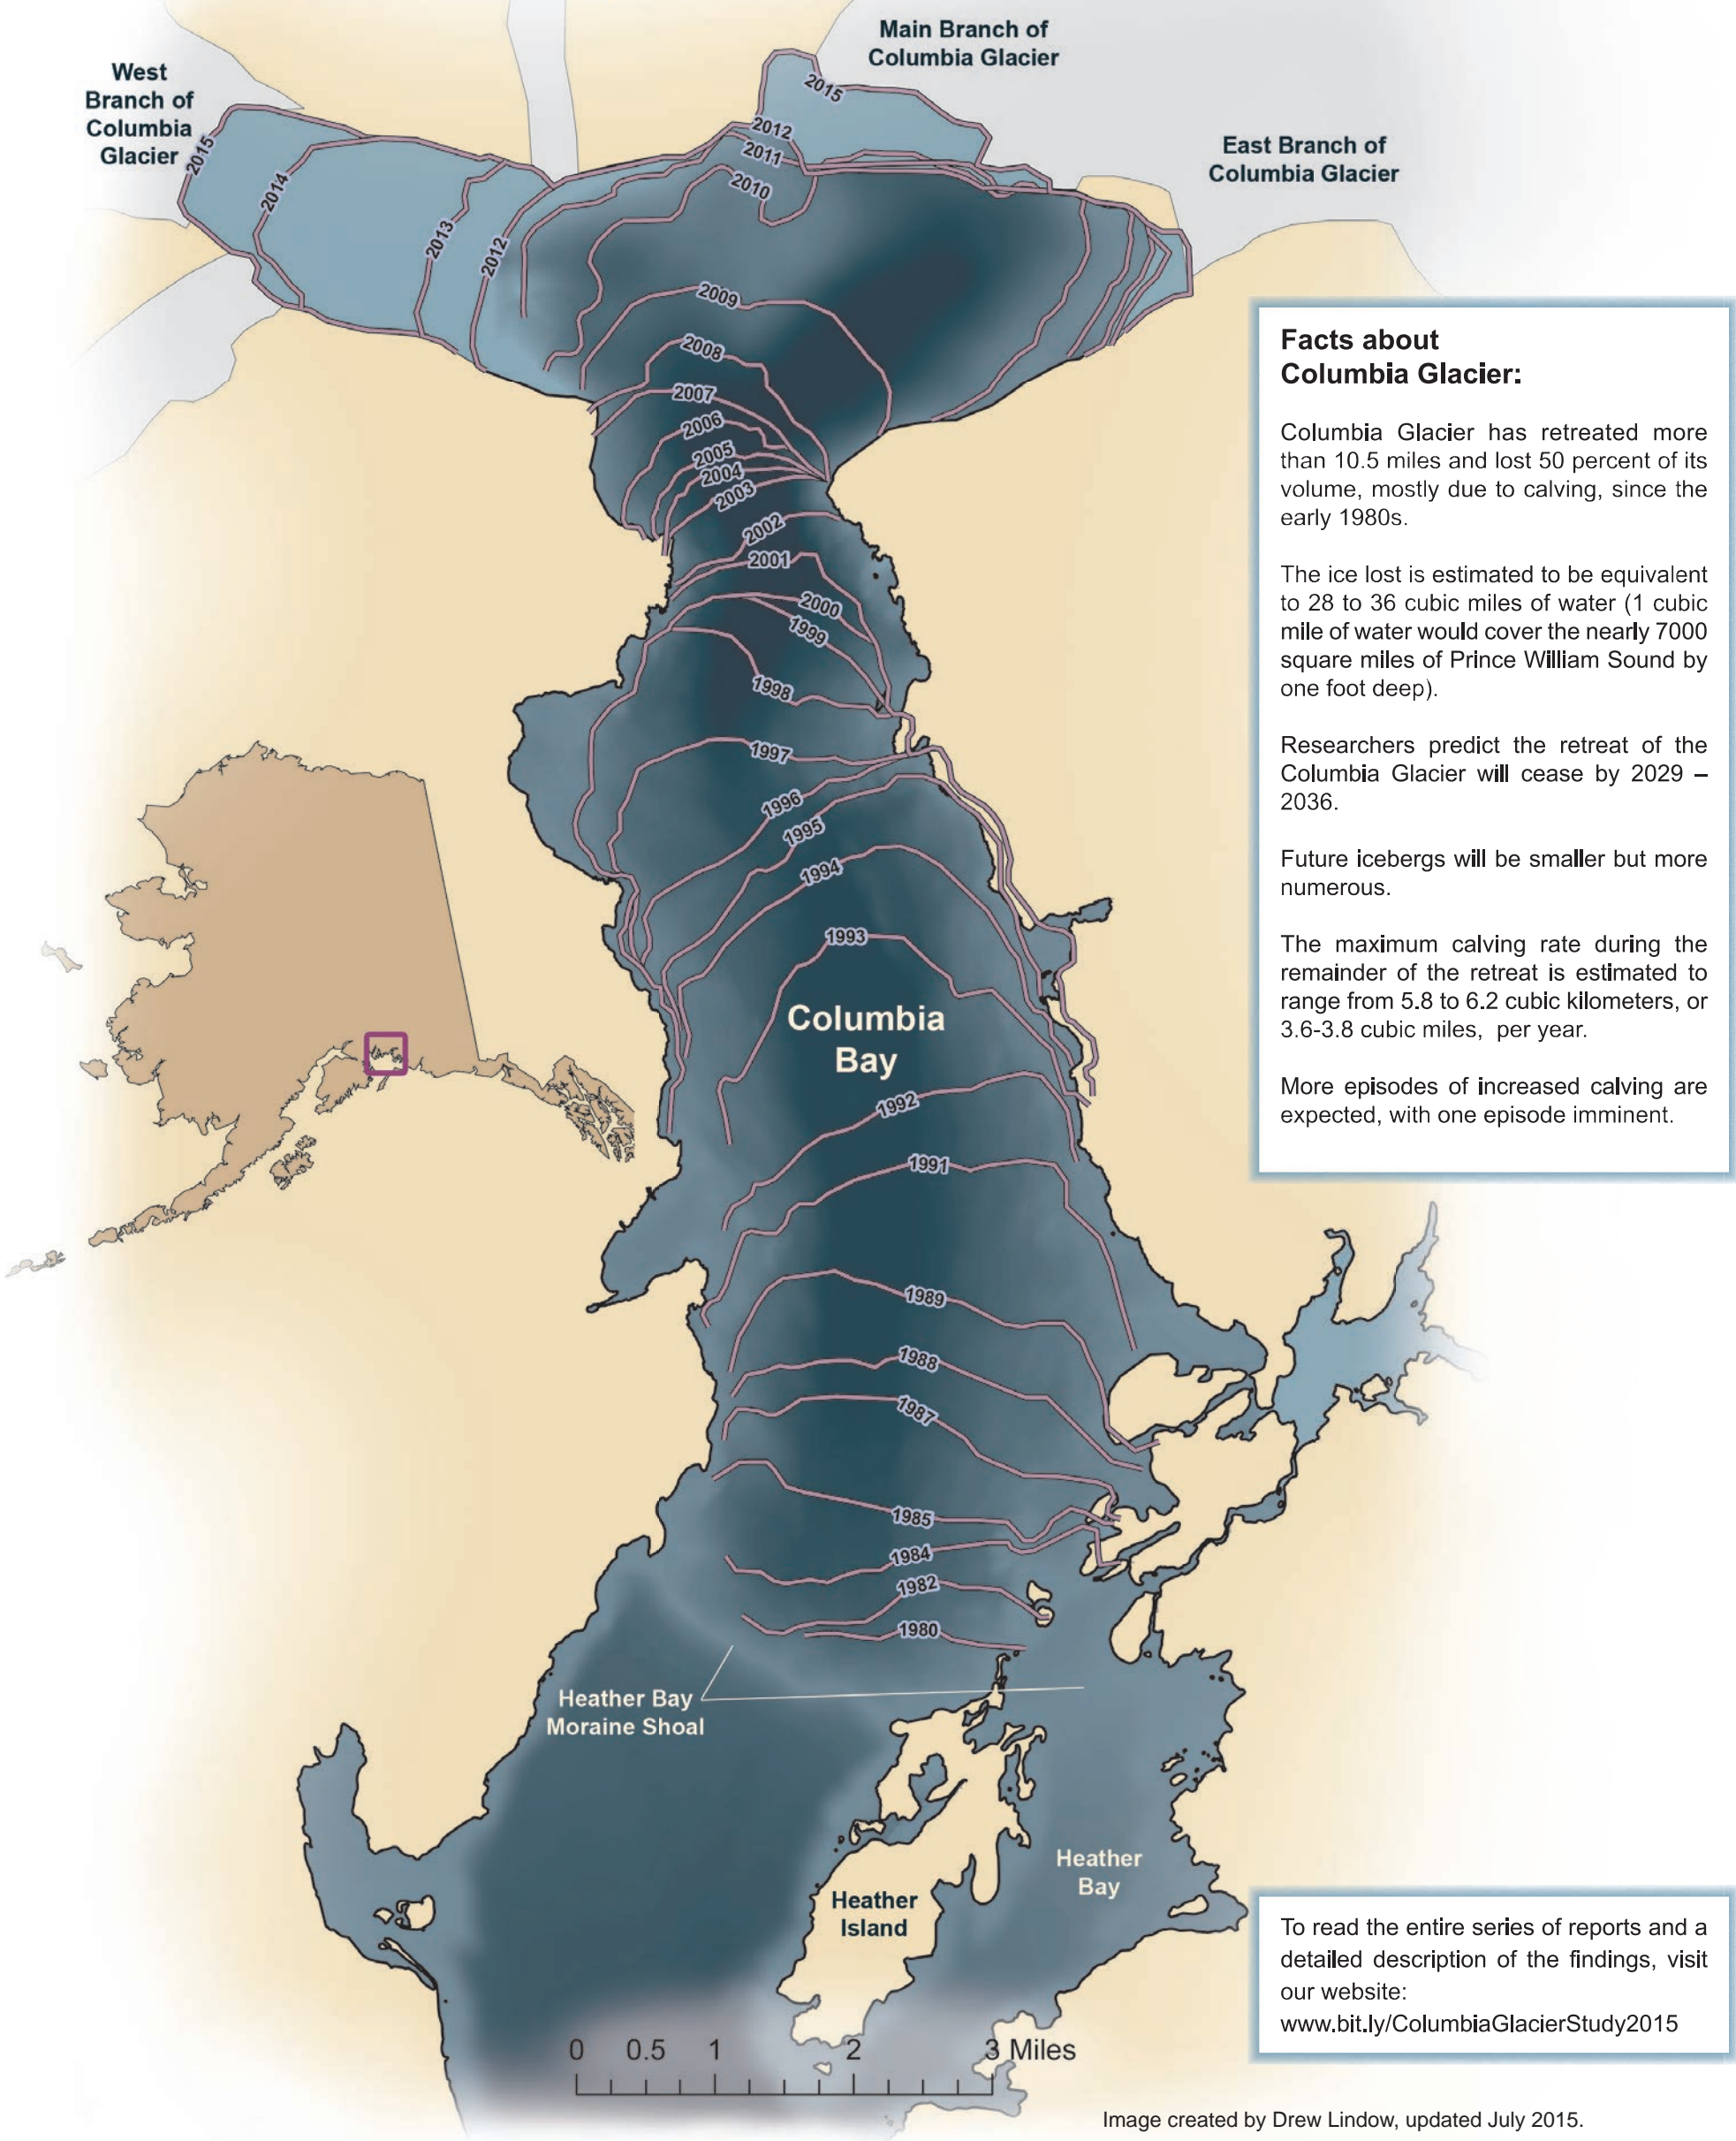 Main Branch of
Columbia Glacier
West
Branch of
Columbia
Glacier
East Branch of
Columbia Glacier
2015
2015
2014
2013
2012
2012
2011
2010
2009
2008
2007
2006
2005
2004
2003
2002
2001
2000
1999
1998
1997
1996
1995
1994
1993
Columbia
Bay
1992
1991
1989
1988
1987
1985
1984
1982
1980
Heather Bay
Moraine Shoal
Heather
Bay
Heather
Island
0 0.5 1 2 3 Miles
Facts about
Columbia Glacier:
Columbia Glacier has retreated more
than 10.5 miles and lost 50 percent of its
volume, mostly due to calving, since the
early 1980s.
The ice lost is estimated to be equivalent
to 28 to 36 cubic miles of water (1 cubic
mile of water would cover the nearly 7000
square miles of Prince William Sound by
one foot deep).
Researchers predict the retreat of the
Columbia Glacier will cease by 2029 –
2036.
Future icebergs will be smaller but more
numerous.
The maximum calving rate during the
remainder of the retreat is estimated to
range from 5.8 to 6.2 cubic kilometers, or
3.6-3.8 cubic miles, per year.
More episodes of increased calving are
expected, with one episode imminent.
To read the entire series of reports and a
detailed description of the findings, visit
our website:
www.bit.ly/ColumbiaGlacierStudy2015
Image created by Drew Lindow, updated July 2015.